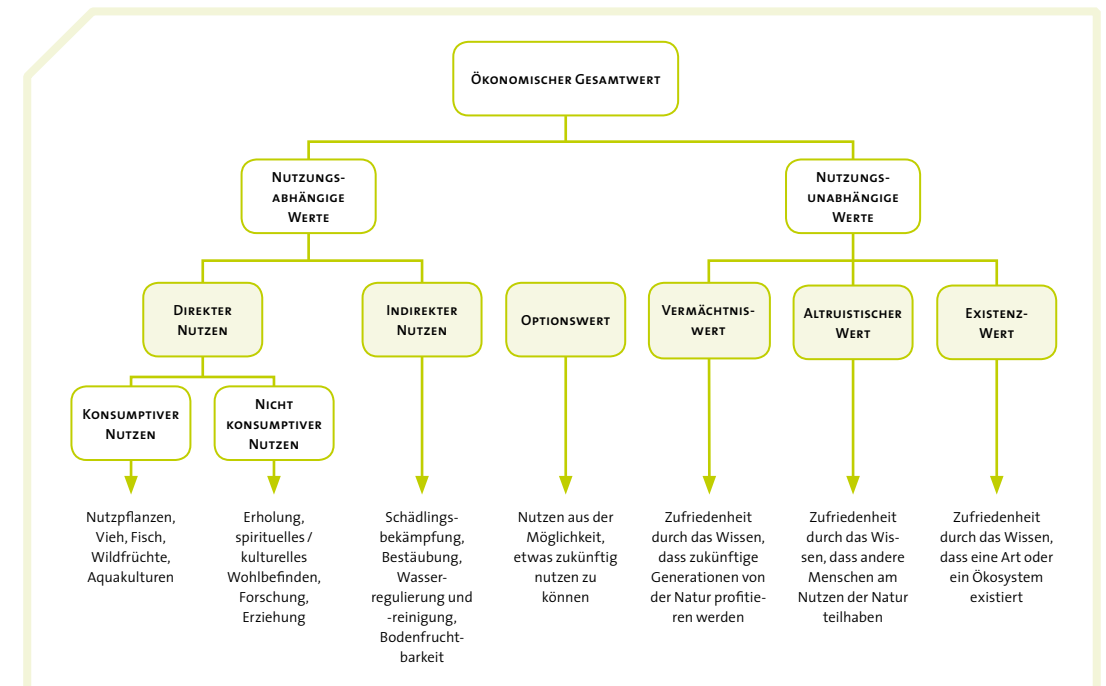 ÖKONOMISCHER GESAMTWERT
NUTZUNGS-
ABHÄNGIGE
WERTE
NUTZUNGS-
UNABHÄNGIGE
WERTE
DIREKTER
NUTZEN
INDIREKTER
NUTZEN
OPTIONSWERT
VERMÄCHTNIS-
WERT
ALTRUISTISCHER
WERT
EXISTENZ-
WERT
KONSUMPTIVER
NUTZEN
NICHT
KONSUMPTIVER
NUTZEN
Nutzpflanzen,
Vieh, Fisch,
Wildfrüchte,
Aquakulturen
Erholung,
spirituelles /
kulturelles
Wohlbefinden,
Forschung,
Erziehung
Schädlings-
bekämpfung,
Bestäubung,
Wasser-
regulierung und
-reinigung,
Bodenfrucht-
barkeit
Nutzen aus der
Möglichkeit,
etwas zukünftig
nutzen zu
können
Zufriedenheit
durch das Wissen,
dass zukünftige
Generationen von
der Natur profitie-
ren werden
Zufriedenheit
durch das Wis-
sen, dass andere
Menschen am
Nutzen der Natur
teilhaben
Zufriedenheit
durch das Wissen,
dass eine Art oder
ein Ökosystem
existiert